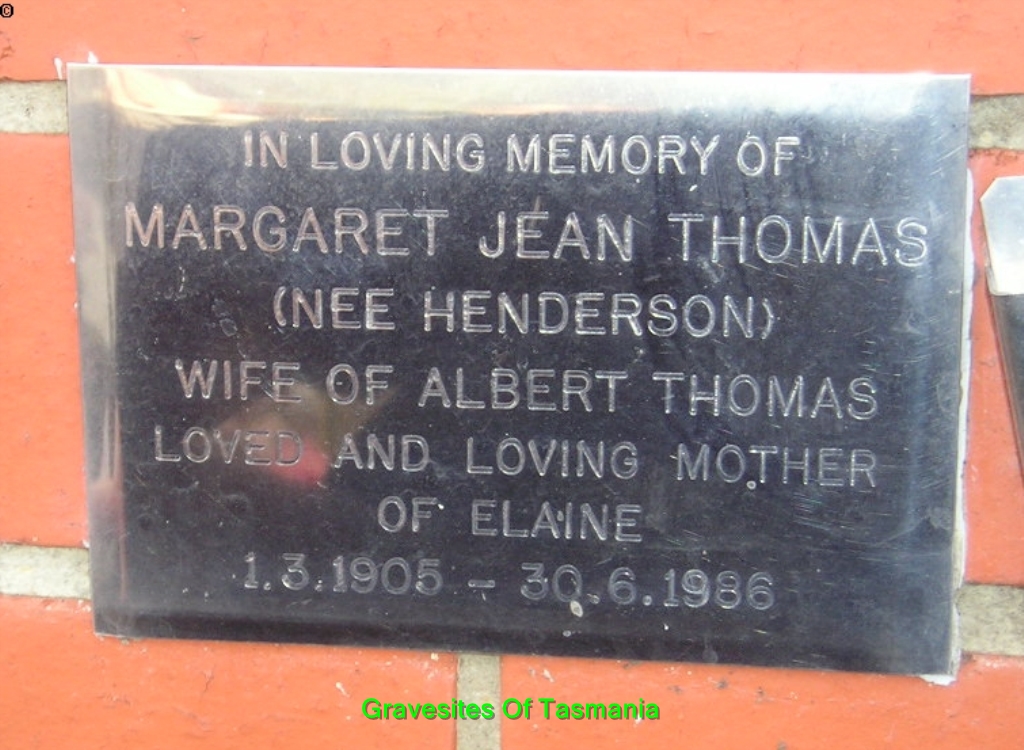 ©
IN LOVING MEMORY OF
MARGARET JEAN THOMAS
(NEE HENDERSON)
WIFE OF ALBERT THOMAS
LOVED AND LOVING MOTHER
OF ELAINE
1.3.1905 - 30.6.1986
Gravesites Of Tasmania